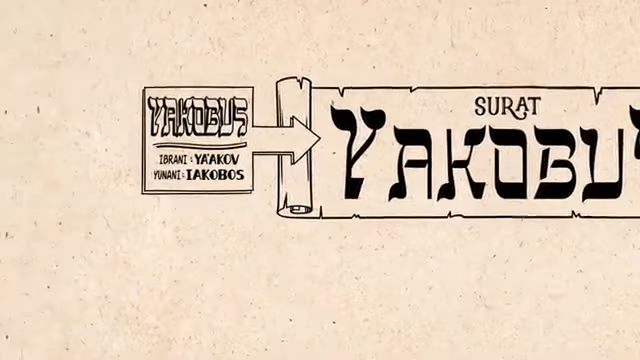 YAKOBUS
IBRANI : YA'AKOV
YUNANI : IAKOBOS
SURAT
YAKOBU